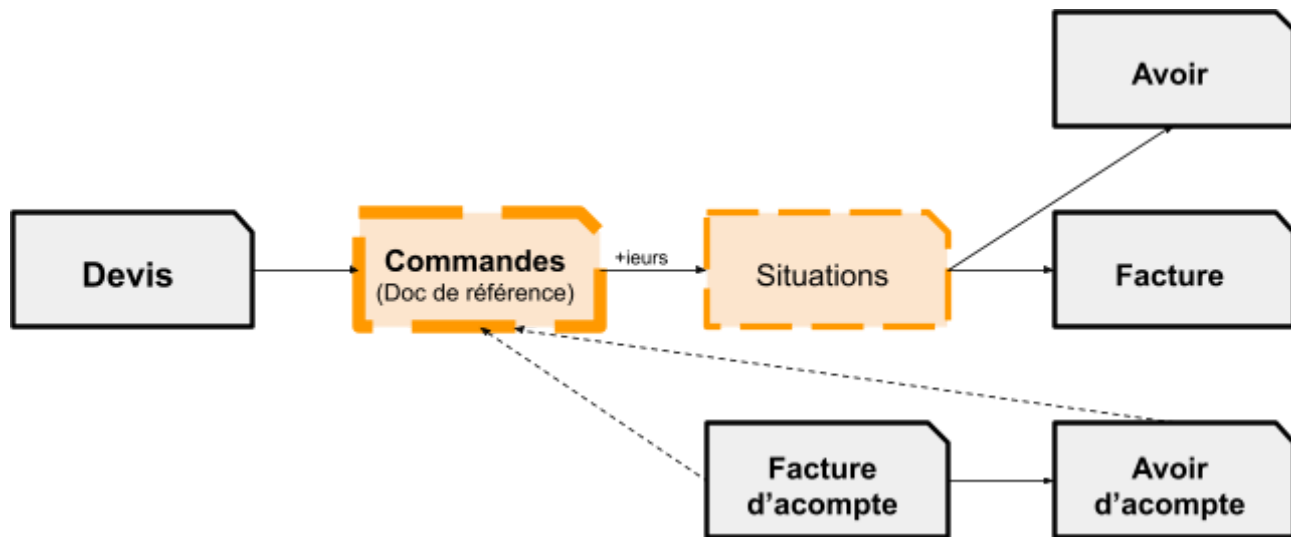 Avoir
Devis
Commandes
(Doc de référence)
+ieurs
Situations
Facture
Facture
d’acompte
Avoir
d’acompte